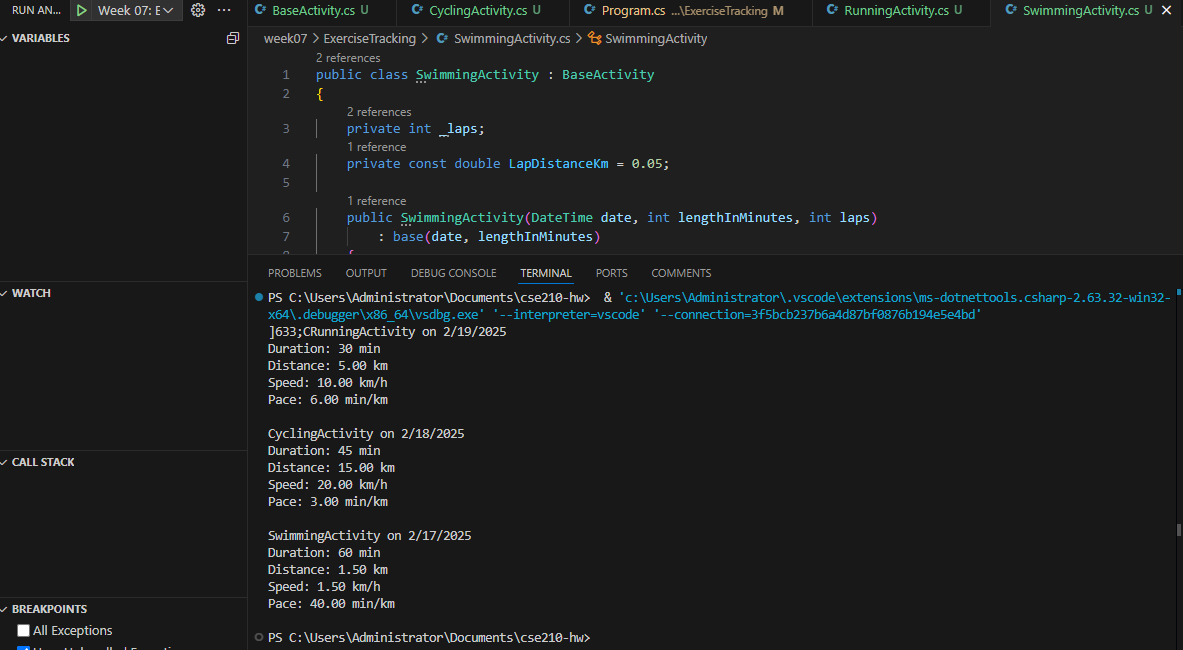 RUN AN... Week 07: E ...
BaseActivity.cs U CyclingActivity.cs U Program.cs ...\ExerciseTracking M RunningActivity.cs U SwimmingActivity.cs U
VARIABLES
WATCH
CALL STACK
BREAKPOINTS
All Exceptions
week07 > ExerciseTracking > SwimmingActivity.cs > SwimmingActivity
2 references
1 public class SwimmingActivity : BaseActivity
2 {
2 references
3 private int _laps;
1 reference
4 private const double LapDistanceKm = 0.05;
5
1 reference
6 public SwimmingActivity(DateTime date, int lengthInMinutes, int laps)
7 : base(date, lengthInMinutes)
PROBLEMS OUTPUT DEBUG CONSOLE TERMINAL PORTS COMMENTS
PS C:\Users\Administrator\Documents\cse210-hw> & 'c:\Users\Administrator\.vscode\extensions\ms-dotnettools.csharp-2.63.32-win32-
x64\.debugger\x86_64\vsdbg.exe' '--interpreter=vscode' '--connection=3f5bcb237b6a4d87bf0876b194e5e4bd'
]633;CRunningActivity on 2/19/2025
Duration: 30 min
Distance: 5.00 km
Speed: 10.00 km/h
Pace: 6.00 min/km
CyclingActivity on 2/18/2025
Duration: 45 min
Distance: 15.00 km
Speed: 20.00 km/h
Pace: 3.00 min/km
SwimmingActivity on 2/17/2025
Duration: 60 min
Distance: 1.50 km
Speed: 1.50 km/h
Pace: 40.00 min/km
PS C:\Users\Administrator\Documents\cse210-hw>